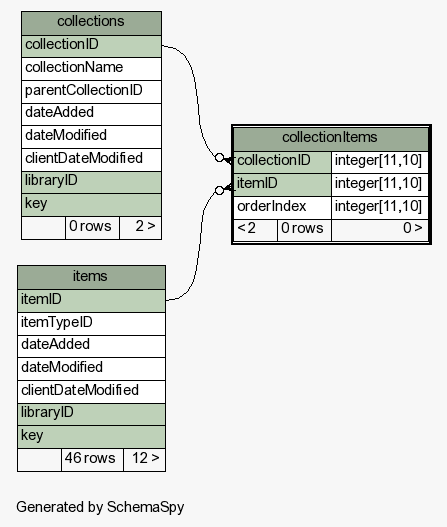 collections
collectionID
collectionName
parentCollectionID
dateAdded
dateModified
clientDateModified
libraryID
key
0 rows 2 >
collectionItems
collectionID integer[11,10]
itemID integer[11,10]
orderIndex integer[11,10]
< 2 0 rows 0 >
items
itemID
itemTypeID
dateAdded
dateModified
clientDateModified
libraryID
key
46 rows 12 >
Generated by SchemaSpy